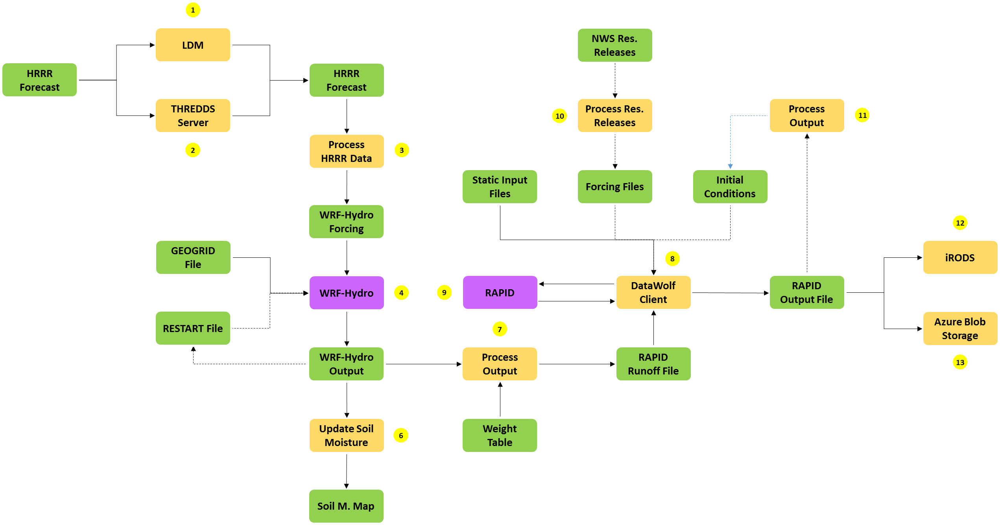 1
LDM
HRRR
Forecast
THREDDS
Server
2
HRRR
Forecast
Process
HRRR Data
3
WRF-Hydro
Forcing
GEOGRID
File
WRF-Hydro
4
RESTART File
WRF-Hydro
Output
Update Soil
Moisture
6
Soil M. Map
NWS Res.
Releases
Process Res.
Releases
10
Process
Output
11
Static Input
Files
Forcing Files
Initial
Conditions
8
9
RAPID
DataWolf
Client
RAPID
Output File
7
Process
Output
RAPID
Runoff File
Weight
Table
12
iRODS
Azure Blob
Storage
13